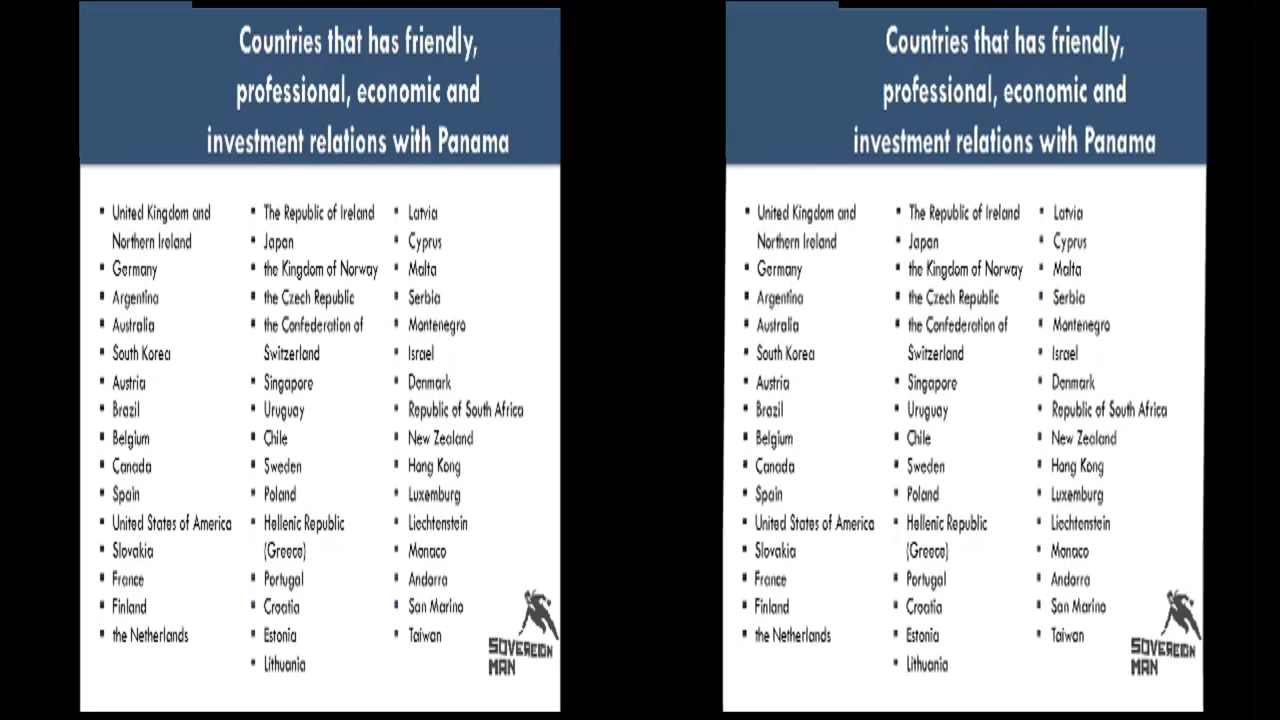 Countries that has friendly,
professional, economic and
investment relations with Panama
United Kingdom and
Northern Ireland
Germany
Argentina
Australia
South Korea
Austria
Brazil
Belgium
Canada
Spain
United States of America
Slovakia
France
Finland
the Netherlands
The Republic of Ireland
Japan
the Kingdom of Norway
the Czech Republic
the Confederation of
Switzerland
Singapore
Uruguay
Chile
Sweden
Poland
Hellenic Republic
(Greece)
Portugal
Croatia
Estonia
Lithuania
Latvia
Cyprus
Malta
Serbia
Montenegro
Israel
Denmark
Republic of South Africa
New Zealand
Hong Kong
Luxemburg
Liechtenstein
Monaco
Andorra
San Marino
Taiwan
SOVEREIGN
MAN
Countries that has friendly,
professional, economic and
investment relations with Panama
United Kingdom and
Northern Ireland
Germany
Argentina
Australia
South Korea
Austria
Brazil
Belgium
Canada
Spain
United States of America
Slovakia
France
Finland
the Netherlands
The Republic of Ireland
Japan
the Kingdom of Norway
the Czech Republic
the Confederation of
Switzerland
Singapore
Uruguay
Chile
Sweden
Poland
Hellenic Republic
(Greece)
Portugal
Croatia
Estonia
Lithuania
Latvia
Cyprus
Malta
Serbia
Montenegro
Israel
Denmark
Republic of South Africa
New Zealand
Hong Kong
Luxemburg
Liechtenstein
Monaco
Andorra
San Marino
Taiwan
SOVEREIGN
MAN